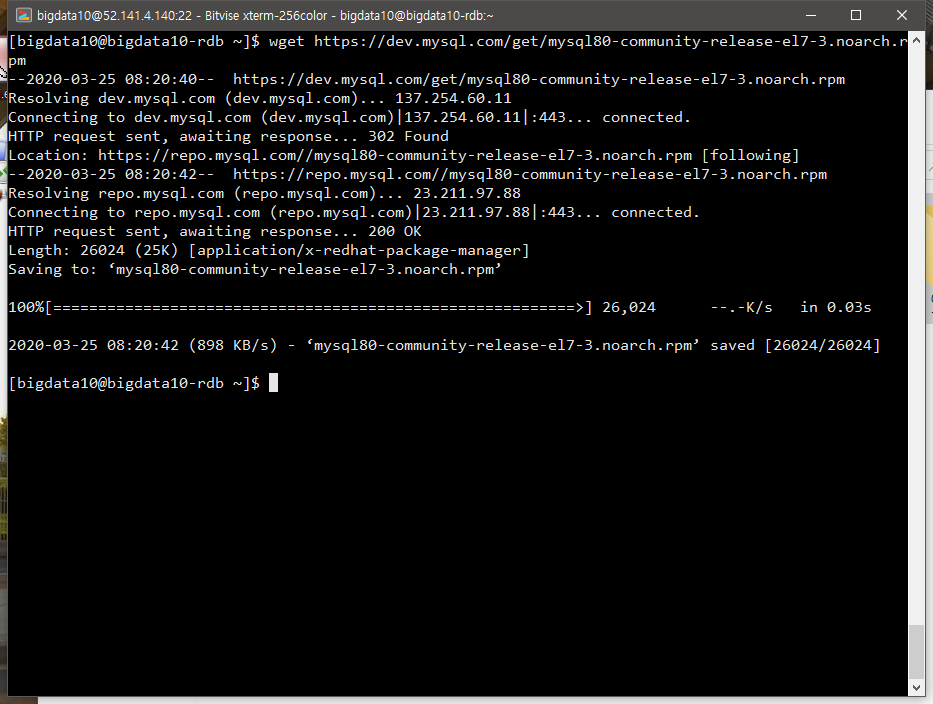 bigdata10@52.141.4.140:22 - Bitvise xterm-256color - bigdata10@bigdata10-rdb:~
[bigdata10@bigdata10-rdb ~]$ wget https://dev.mysql.com/get/mysql80-community-release-el7-3.noarch.r
pm
--2020-03-25 08:20:40--  https://dev.mysql.com/get/mysql80-community-release-el7-3.noarch.rpm
Resolving dev.mysql.com (dev.mysql.com)... 137.254.60.11
Connecting to dev.mysql.com (dev.mysql.com)|137.254.60.11|:443... connected.
HTTP request sent, awaiting response... 302 Found
Location: https://repo.mysql.com//mysql80-community-release-el7-3.noarch.rpm [following]
--2020-03-25 08:20:42--  https://repo.mysql.com//mysql80-community-release-el7-3.noarch.rpm
Resolving repo.mysql.com (repo.mysql.com)... 23.211.97.88
Connecting to repo.mysql.com (repo.mysql.com)|23.211.97.88|:443... connected.
HTTP request sent, awaiting response... 200 OK
Length: 26024 (25K) [application/x-redhat-package-manager]
Saving to: ‘mysql80-community-release-el7-3.noarch.rpm’
100%[==========================================================>] 26,024      --.-K/s   in 0.03s
2020-03-25 08:20:42 (898 KB/s) - ‘mysql80-community-release-el7-3.noarch.rpm’ saved [26024/26024]
[bigdata10@bigdata10-rdb ~]$